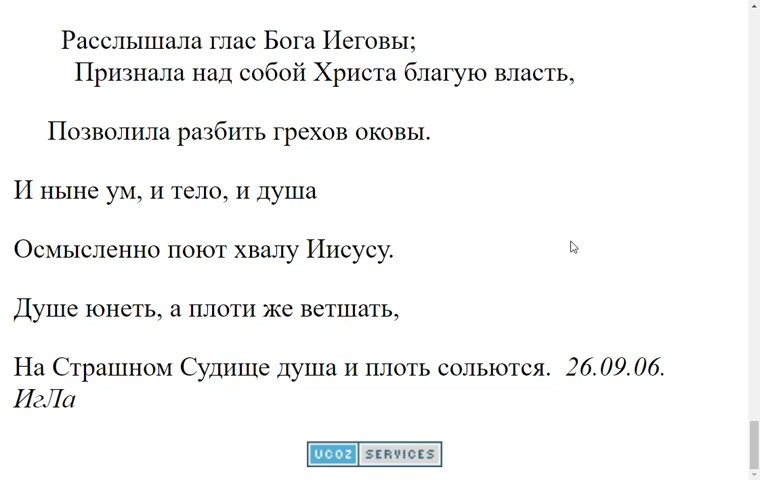 Расслышала глас Бога Иеговы;
Признала над собой Христа благую власть,
Позволила разбить грехов оковы.
И ныне ум, и тело, и душа
Осмысленно поют хвалу Иисусу.
Душе юнеть, а плоти же ветшать,
На Страшном Судище душа и плоть сольются. 26.09.06.
ИгЛа
UCOZ SERVICES